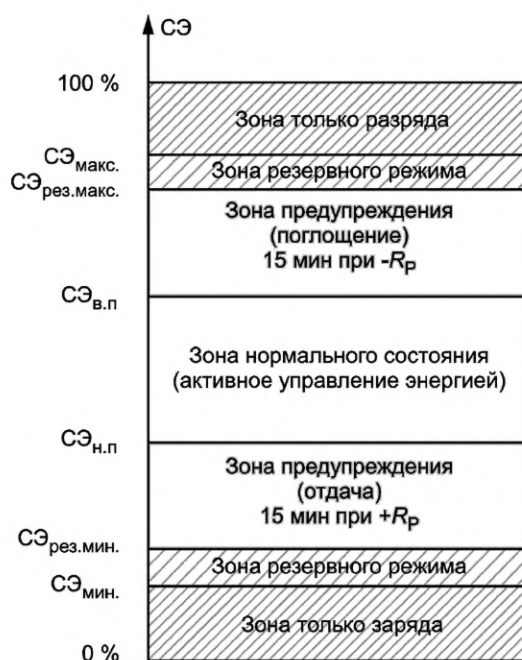 СЭ
100 %
Зона только разряда
СЭмакс.
Зона резервного режима
СЭрез.макс.
Зона предупреждения
(поглощение)
15 мин при -RP
СЭв.п
Зона нормального состояния
(активное управление энергией)
СЭн.п
Зона предупреждения
(отдача)
15 мин при +RP
СЭрез.мин.
Зона резервного режима
СЭмин.
Зона только заряда
0 %